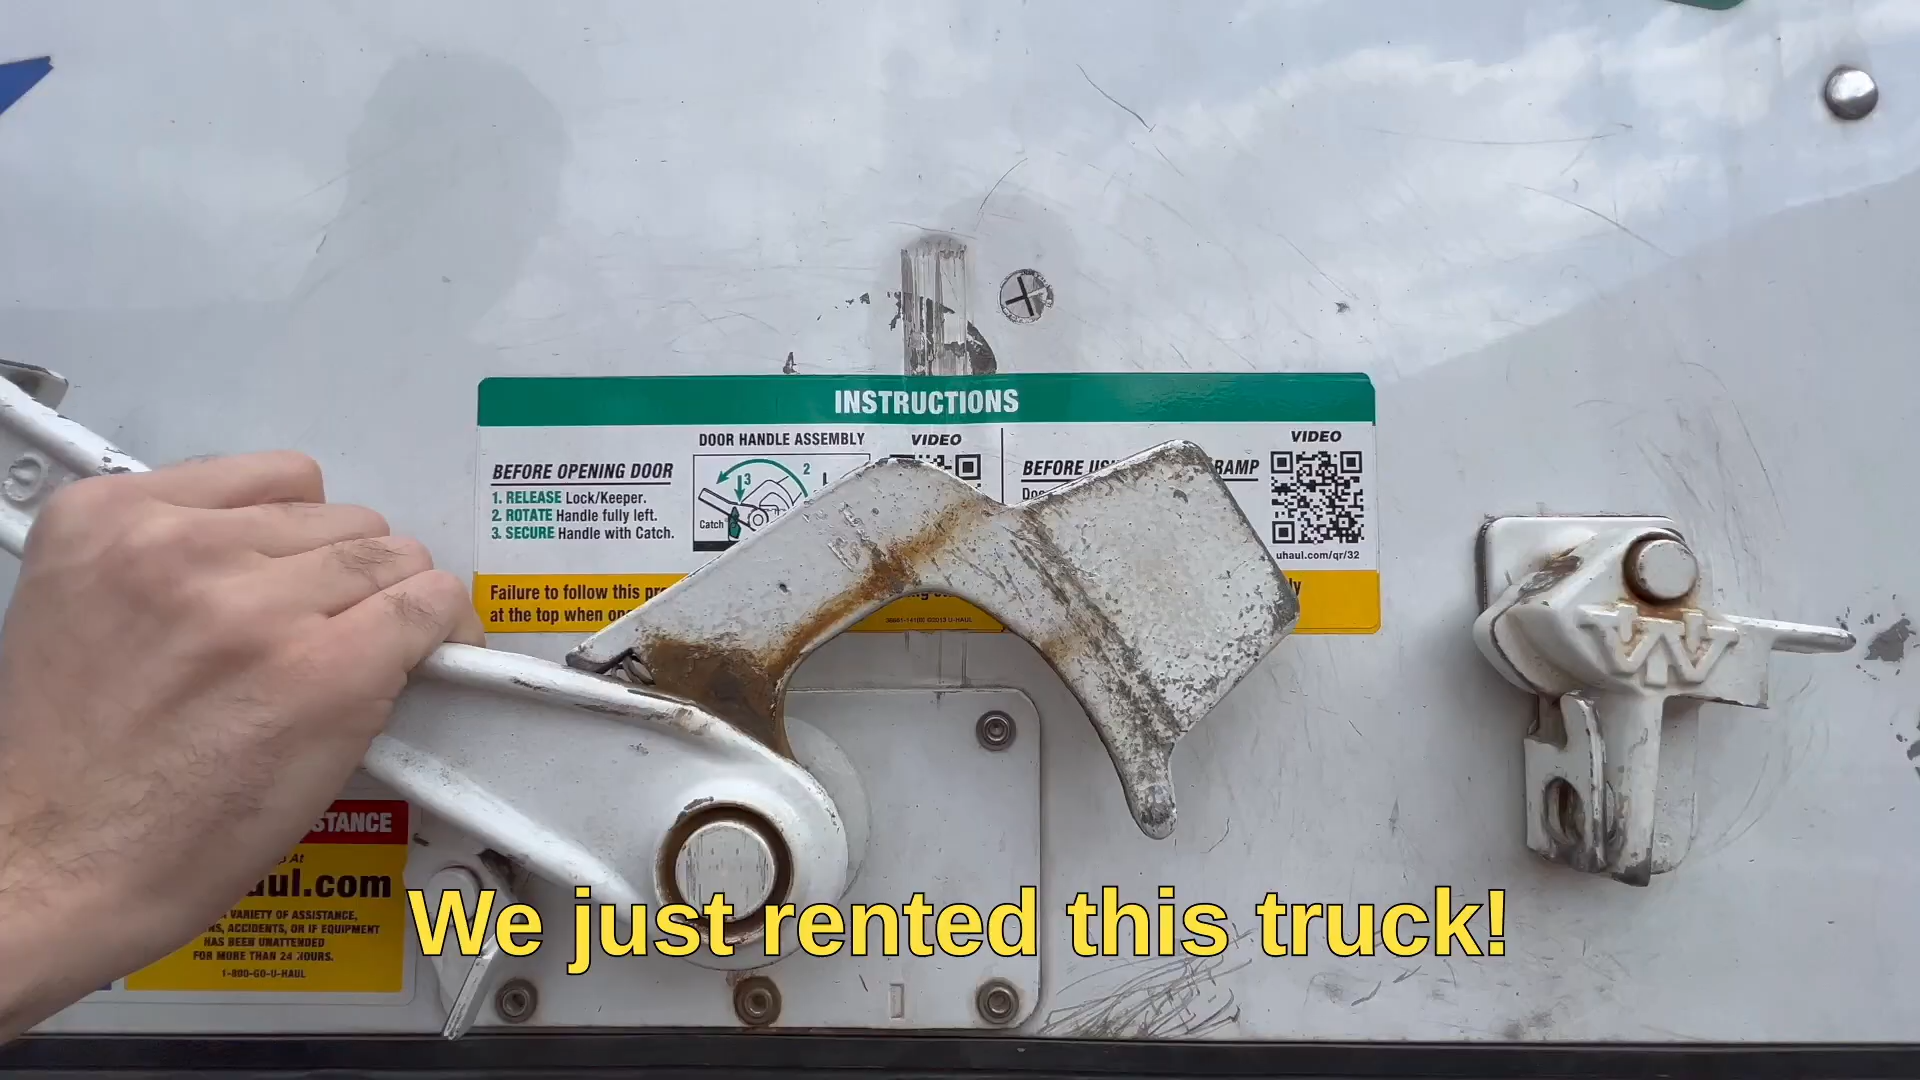 INSTRUCTIONS
DOOR HANDLE ASSEMBLY
VIDEO
VIDEO
BEFORE OPENING DOOR
1. RELEASE Lock/Keeper.
2. ROTATE Handle fully left.
3. SECURE Handle with Catch.
2
3
Catch
BEFORE
RAMP
uhaul.com/qr/32
Failure to follow this
at the top when
STANCE
At
ul.com
VARIETY OF ASSISTANCE,
ACCIDENTS, OR IF EQUIPMENT
HAS BEEN UNATTENDED
FOR MORE THAN 24 HOURS.
1-800-GO-U-HAUL
W
We just rented this truck!